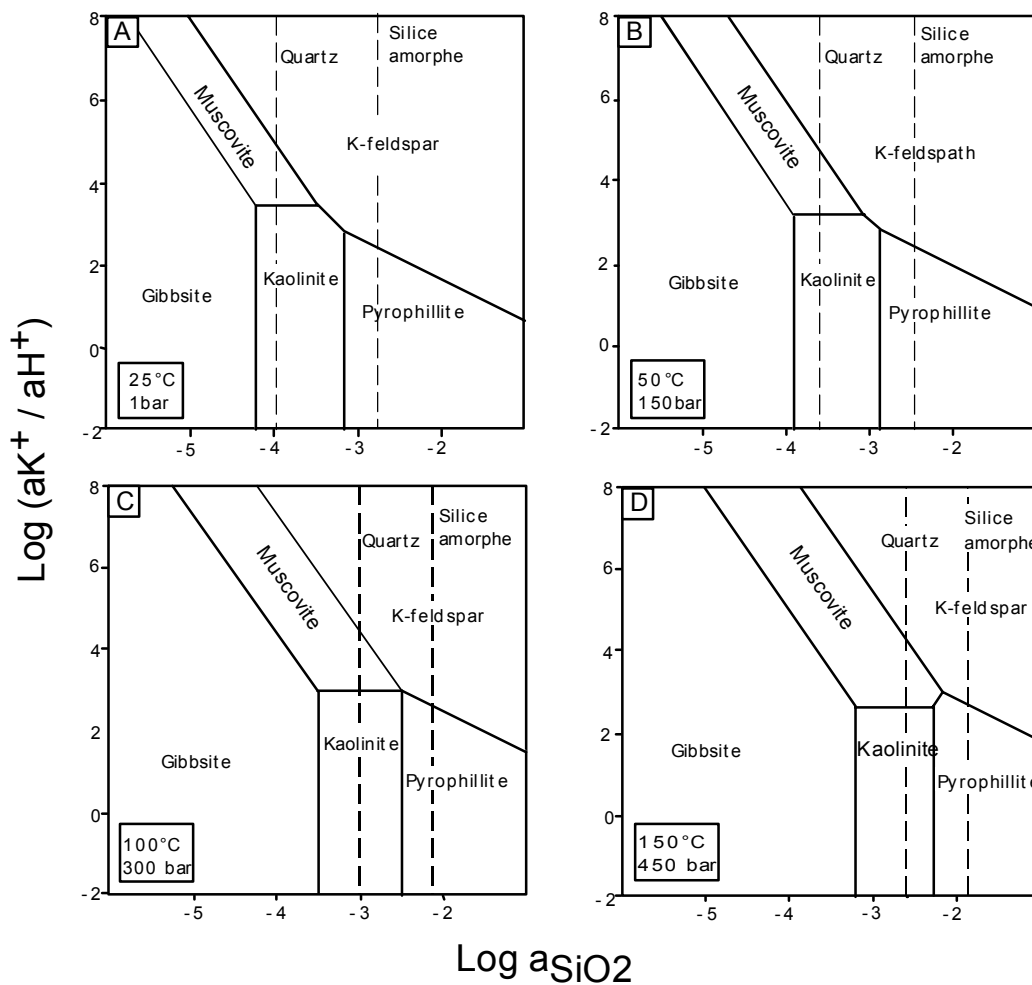 A
8
6
4
2
0
-2
-5
-4
-3
-2
Quartz
Silice
amorphe
Muscovite
K-feldspar
Gibbsite
Kaolinite
Pyrophillite
25°C
1bar
B
8
6
4
2
0
-2
-5
-4
-3
-2
Quartz
Silice
amorphe
Muscovite
K-feldspath
Gibbsite
Kaolinite
Pyrophillite
50°C
150bar
C
8
6
4
2
0
-2
-5
-4
-3
-2
Quartz
Silice
amorphe
Muscovite
K-feldspar
Gibbsite
Kaolinite
Pyrophillite
100°C
300 bar
D
8
6
4
2
0
-2
-5
-4
-3
-2
Quartz
Silice
amorphe
Muscovite
K-feldspar
Gibbsite
Kaolinite
Pyrophillite
150°C
450 bar
Log (aK+ / aH+)
Log aSiO2